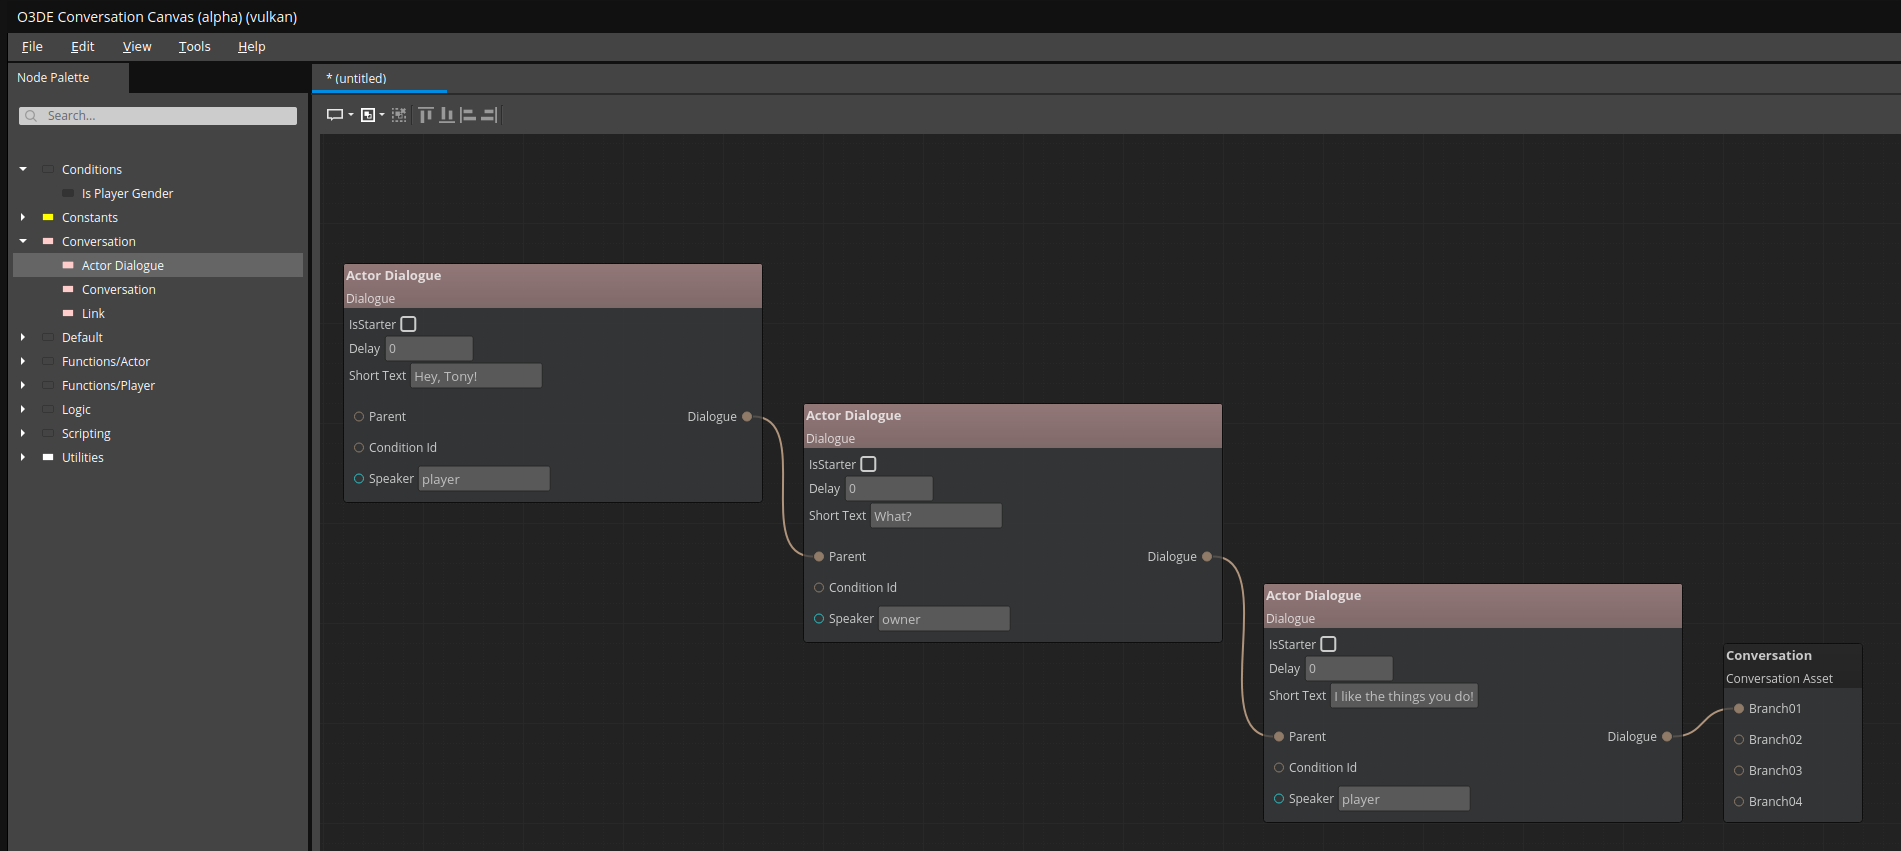 O3DE Conversation Canvas (alpha) (vulkan)
File Edit View Tools Help
Node Palette
Search...
Conditions
Is Player Gender
Constants
Conversation
Actor Dialogue
Conversation
Link
Default
Functions/Actor
Functions/Player
Logic
Scripting
Utilities
* (untitled)
Actor Dialogue
Dialogue
IsStarter
Delay 0
Short Text Hey, Tony!
Parent Dialogue
Condition Id
Speaker player
Actor Dialogue
Dialogue
IsStarter
Delay 0
Short Text What?
Parent Dialogue
Condition Id
Speaker owner
Actor Dialogue
Dialogue
IsStarter
Delay 0
Short Text I like the things you do!
Parent Dialogue
Condition Id
Speaker player
Conversation
Conversation Asset
Branch01
Branch02
Branch03
Branch04